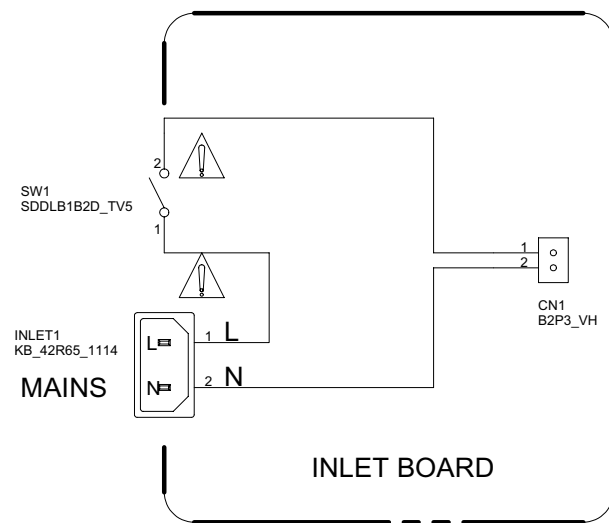 2
SW1
SDDLB1B2D_TV5
1
1
2
CN1
B2P3_VH
INLET1
KB_42R65_1114
L
1 L
MAINS
N
2 N
INLET BOARD